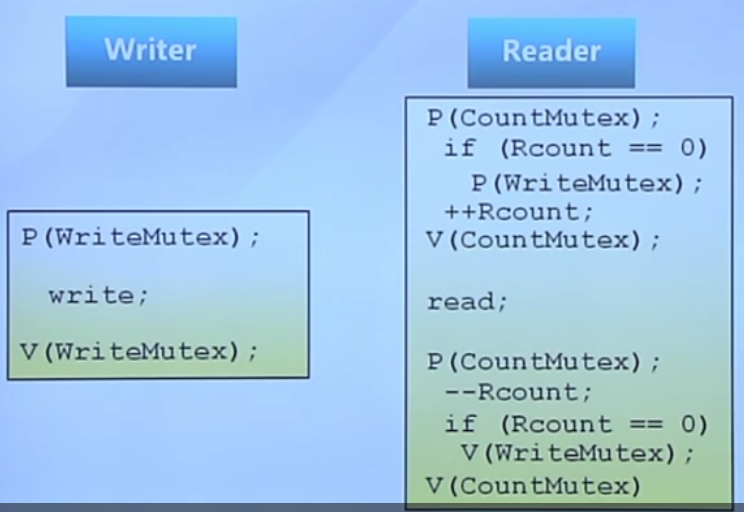 Writer
P(WriteMutex);
write;
V(WriteMutex);
Reader
P(CountMutex);
if (Rcount == 0)
P(WriteMutex);
++Rcount;
V(CountMutex);
read;
P(CountMutex);
--Rcount;
if (Rcount == 0)
V(WriteMutex);
V(CountMutex)